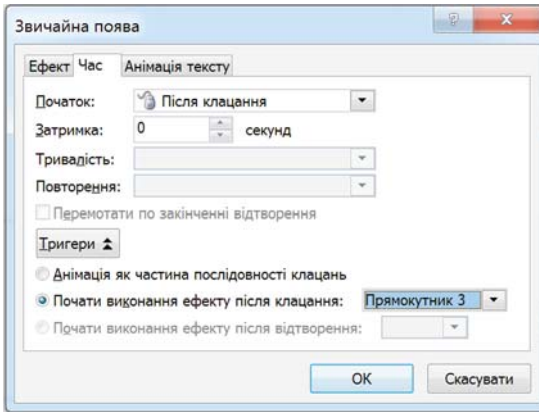 Звичайна поява
Ефект Час Анімація тексту
Початок: Після клацання
Затримка: 0 секунд
Тривалість:
Повторення:
Перемотати по закінченні відтворення
Тригери
Анімація як частина послідовності клацань
Почати виконання ефекту після клацання: Прямокутник 3
Почати виконання ефекту після відтворення:
ОК Скасувати